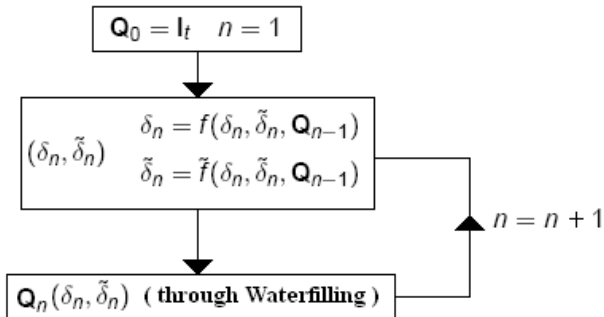 Q₀ = Iₜ n = 1
δₙ = f(δₙ, δ̃ₙ, Qₙ₋₁)
(δₙ, δ̃ₙ)
δ̃ₙ = f̃(δₙ, δ̃ₙ, Qₙ₋₁)
n = n + 1
Qₙ(δₙ, δ̃ₙ) ( through Waterfilling )